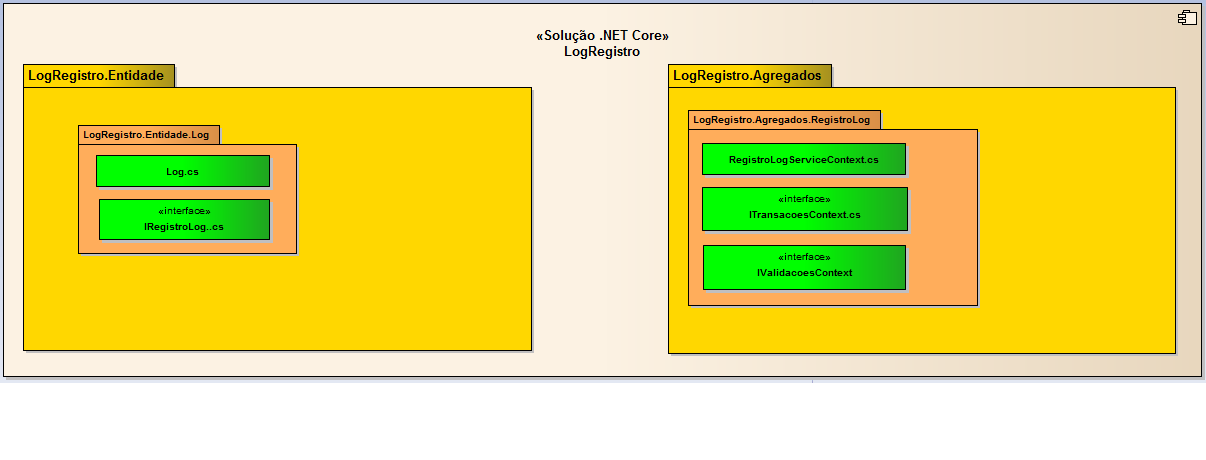 «Solução .NET Core»
LogRegistro
LogRegistro.Entidade
LogRegistro.Entidade.Log
Log.cs
«interface»
IRegistroLog..cs
LogRegistro.Agregados
LogRegistro.Agregados.RegistroLog
RegistroLogServiceContext.cs
«interface»
ITransacoesContext.cs
«interface»
IValidacoesContext